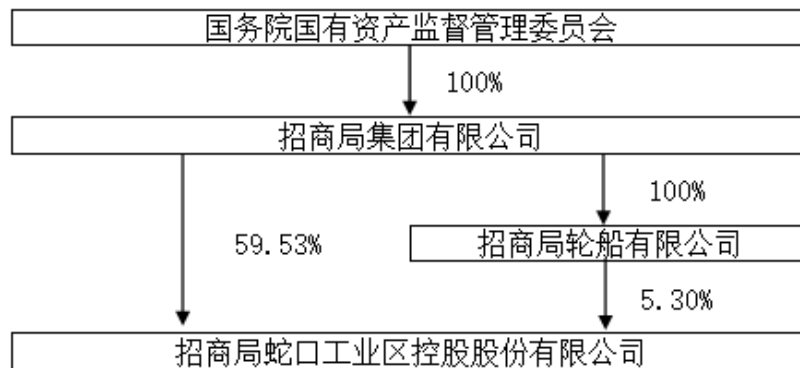 国务院国有资产监督管理委员会
100%
招商局集团有限公司
100%
59.53%
招商局轮船有限公司
5.30%
招商局蛇口工业区控股股份有限公司